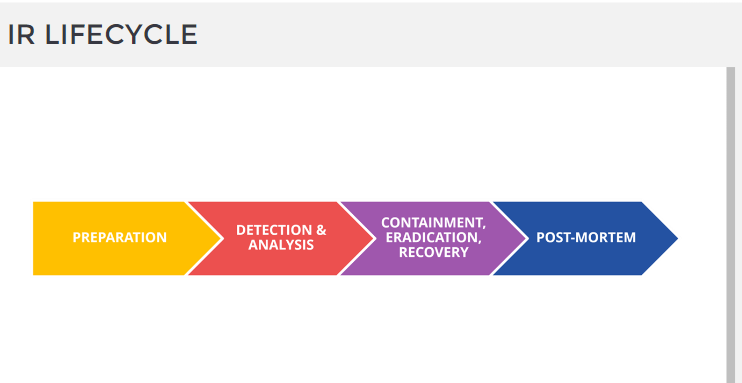 IR LIFECYCLE
PREPARATION
DETECTION &
ANALYSIS
CONTAINMENT,
ERADICATION,
RECOVERY
POST-MORTEM